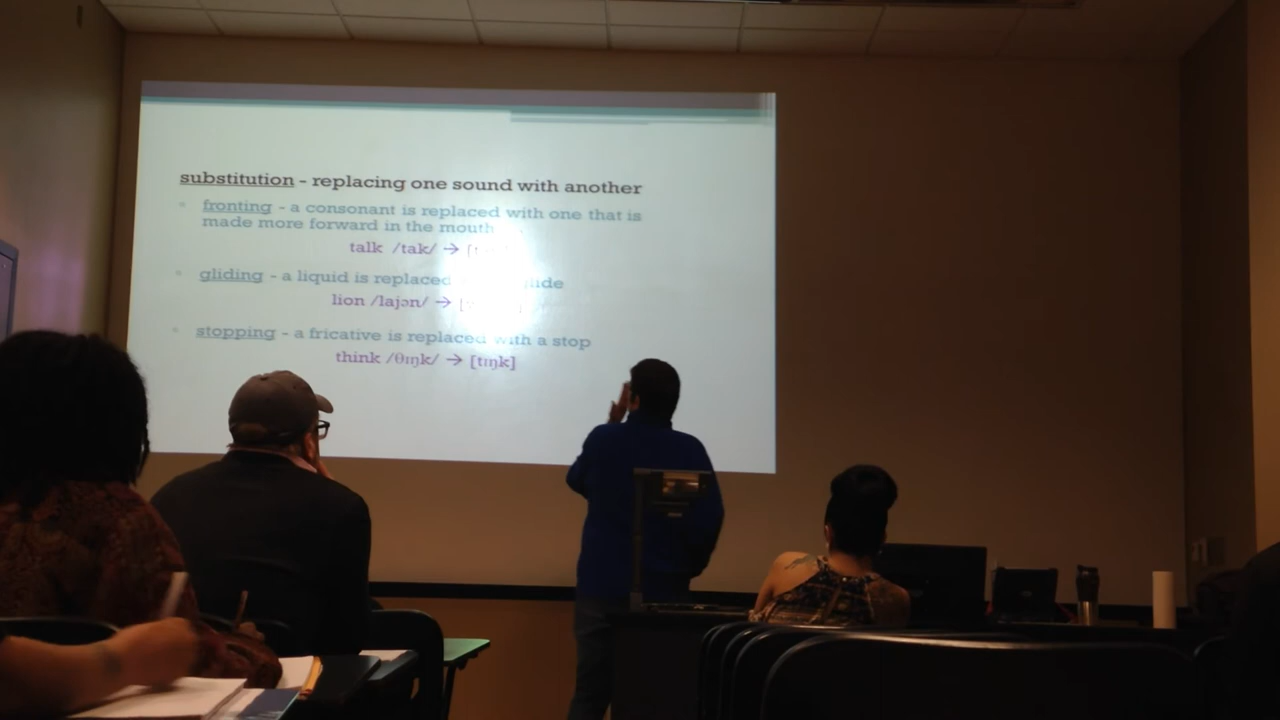 substitution - replacing one sound with another
fronting - a consonant is replaced with one that is
made more forward in the mouth
talk /tak/ → [t
gliding - a liquid is replaced
lion /lajən/ → [
stopping - a fricative is replaced with a stop
think /θɪŋk/ → [tɪŋk]